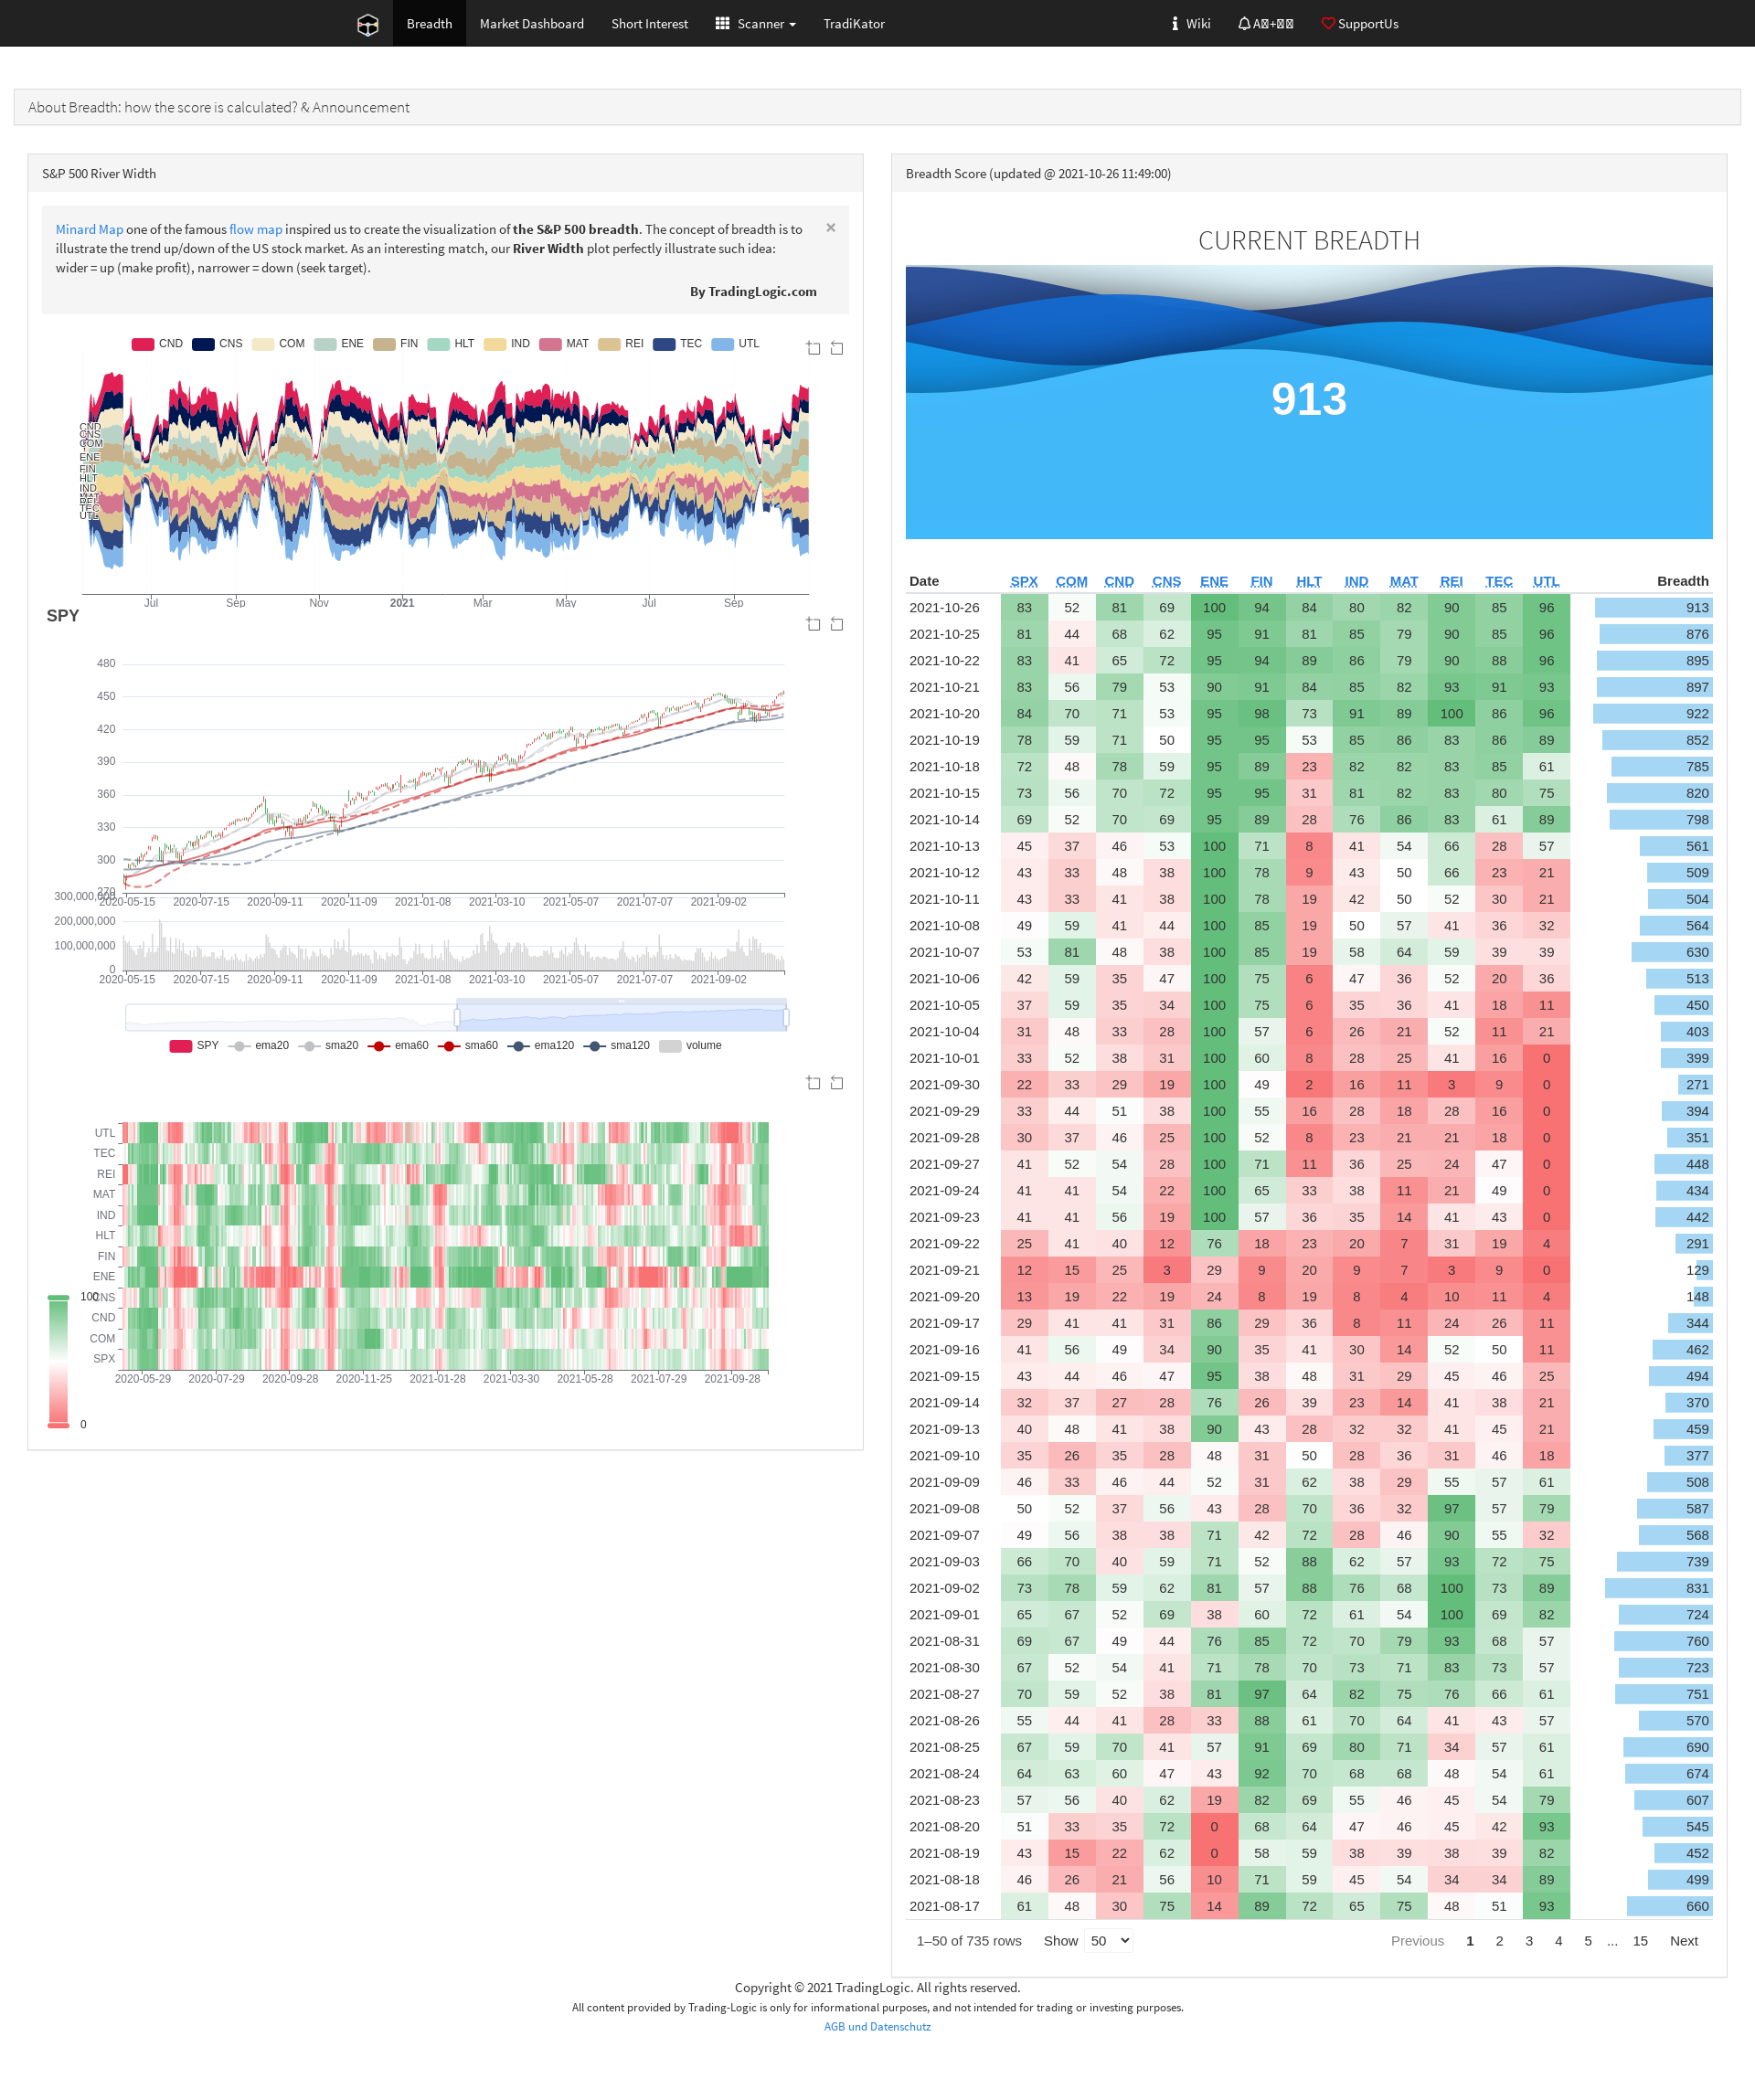 Breadth Market Dashboard Short Interest Scanner TradiKator Wiki SupportUs
About Breadth: how the score is calculated? & Announcement
S&P 500 River Width
Minard Map one of the famous flow map inspired us to create the visualization of the S&P 500 breadth. The concept of breadth is to
illustrate the trend up/down of the US stock market. As an interesting match, our River Width plot perfectly illustrate such idea:
wider = up (make profit), narrower = down (seek target).
×
By TradingLogic.com
CND CNS COM ENE FIN HLT IND MAT REI TEC UTL
CND
CNS
COM
ENE
FIN
HLT
IND
MAT
REI
TEC
UTL
Jul Sep Nov 2021 Mar May Jul Sep
SPY
480
450
420
390
360
330
300
270
2020-05-15 2020-07-15 2020-09-11 2020-11-09 2021-01-08 2021-03-10 2021-05-07 2021-07-07 2021-09-02
300,000,000
200,000,000
100,000,000
0
2020-05-15 2020-07-15 2020-09-11 2020-11-09 2021-01-08 2021-03-10 2021-05-07 2021-07-07 2021-09-02
SPY ema20 sma20 ema60 sma60 ema120 sma120 volume
UTL
TEC
REI
MAT
IND
HLT
FIN
ENE
CNS
CND
COM
SPX
2020-05-29 2020-07-29 2020-09-28 2020-11-25 2021-01-28 2021-03-30 2021-05-28 2021-07-29 2021-09-28
100
0
Breadth Score (updated @ 2021-10-26 11:49:00)
CURRENT BREADTH
913
Date SPX COM CND CNS ENE FIN HLT IND MAT REI TEC UTL Breadth
2021-10-26 83 52 81 69 100 94 84 80 82 90 85 96 913
2021-10-25 81 44 68 62 95 91 81 85 79 90 85 96 876
2021-10-22 83 41 65 72 95 94 89 86 79 90 88 96 895
2021-10-21 83 56 79 53 90 91 84 85 82 93 91 93 897
2021-10-20 84 70 71 53 95 98 73 91 89 100 86 96 922
2021-10-19 78 59 71 50 95 95 53 85 86 83 86 89 852
2021-10-18 72 48 78 59 95 89 23 82 82 83 85 61 785
2021-10-15 73 56 70 72 95 95 31 81 82 83 80 75 820
2021-10-14 69 52 70 69 95 89 28 76 86 83 61 89 798
2021-10-13 45 37 46 53 100 71 8 41 54 66 28 57 561
2021-10-12 43 33 48 38 100 78 9 43 50 66 23 21 509
2021-10-11 43 33 41 38 100 78 19 42 50 52 30 21 504
2021-10-08 49 59 41 44 100 85 19 50 57 41 36 32 564
2021-10-07 53 81 48 38 100 85 19 58 64 59 39 39 630
2021-10-06 42 59 35 47 100 75 6 47 36 52 20 36 513
2021-10-05 37 59 35 34 100 75 6 35 36 41 18 11 450
2021-10-04 31 48 33 28 100 57 6 26 21 52 11 21 403
2021-10-01 33 52 38 31 100 60 8 28 25 41 16 0 399
2021-09-30 22 33 29 19 100 49 2 16 11 3 9 0 271
2021-09-29 33 44 51 38 100 55 16 28 18 28 16 0 394
2021-09-28 30 37 46 25 100 52 8 23 21 21 18 0 351
2021-09-27 41 52 54 28 100 71 11 36 25 24 47 0 448
2021-09-24 41 41 54 22 100 65 33 38 11 21 49 0 434
2021-09-23 41 41 56 19 100 57 36 35 14 41 43 0 442
2021-09-22 25 41 40 12 76 18 23 20 7 31 19 4 291
2021-09-21 12 15 25 3 29 9 20 9 7 3 9 0 129
2021-09-20 13 19 22 19 24 8 19 8 4 10 11 4 148
2021-09-17 29 41 41 31 86 29 36 8 11 24 26 11 344
2021-09-16 41 56 49 34 90 35 41 30 14 52 50 11 462
2021-09-15 43 44 46 47 95 38 48 31 29 45 46 25 494
2021-09-14 32 37 27 28 76 26 39 23 14 41 38 21 370
2021-09-13 40 48 41 38 90 43 28 32 32 41 45 21 459
2021-09-10 35 26 35 28 48 31 50 28 36 31 46 18 377
2021-09-09 46 33 46 44 52 31 62 38 29 55 57 61 508
2021-09-08 50 52 37 56 43 28 70 36 32 97 57 79 587
2021-09-07 49 56 38 38 71 42 72 28 46 90 55 32 568
2021-09-03 66 70 40 59 71 52 88 62 57 93 72 75 739
2021-09-02 73 78 59 62 81 57 88 76 68 100 73 89 831
2021-09-01 65 67 52 69 38 60 72 61 54 100 69 82 724
2021-08-31 69 67 49 44 76 85 72 70 79 93 68 57 760
2021-08-30 67 52 54 41 71 78 70 73 71 83 73 57 723
2021-08-27 70 59 52 38 81 97 64 82 75 76 66 61 751
2021-08-26 55 44 41 28 33 88 61 70 64 41 43 57 570
2021-08-25 67 59 70 41 57 91 69 80 71 34 57 61 690
2021-08-24 64 63 60 47 43 92 70 68 68 48 54 61 674
2021-08-23 57 56 40 62 19 82 69 55 46 45 54 79 607
2021-08-20 51 33 35 72 0 68 64 47 46 45 42 93 545
2021-08-19 43 15 22 62 0 58 59 38 39 38 39 82 452
2021-08-18 46 26 21 56 10 71 59 45 54 34 34 89 499
2021-08-17 61 48 30 75 14 89 72 65 75 48 51 93 660
1–50 of 735 rows Show 50 Previous 1 2 3 4 5 ... 15 Next
Copyright © 2021 TradingLogic. All rights reserved.
All content provided by Trading-Logic is only for informational purposes, and not intended for trading or investing purposes.
AGB und Datenschutz